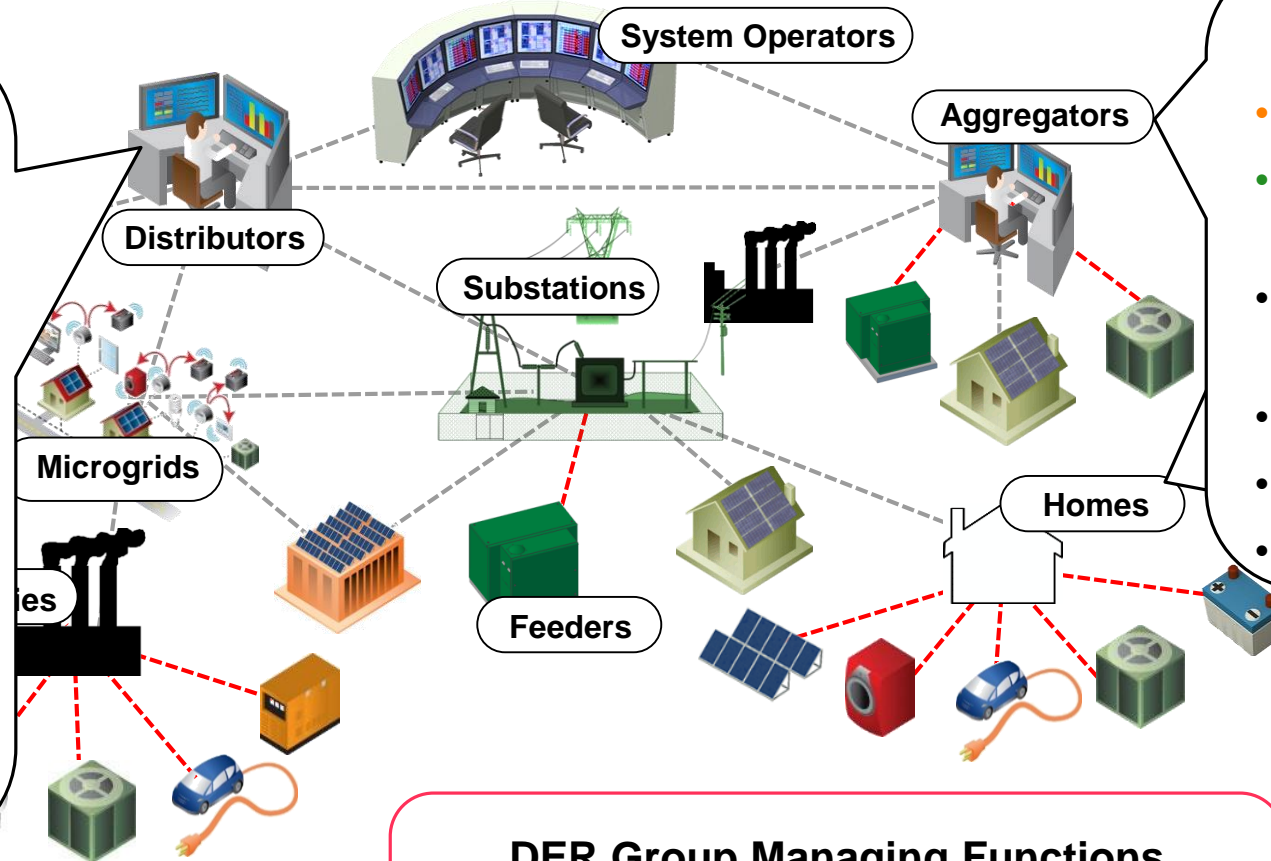 System Operators
Aggregators
Distributors
Substations
Microgrids
Homes
ies
Feeders
DER Group Managing Functions